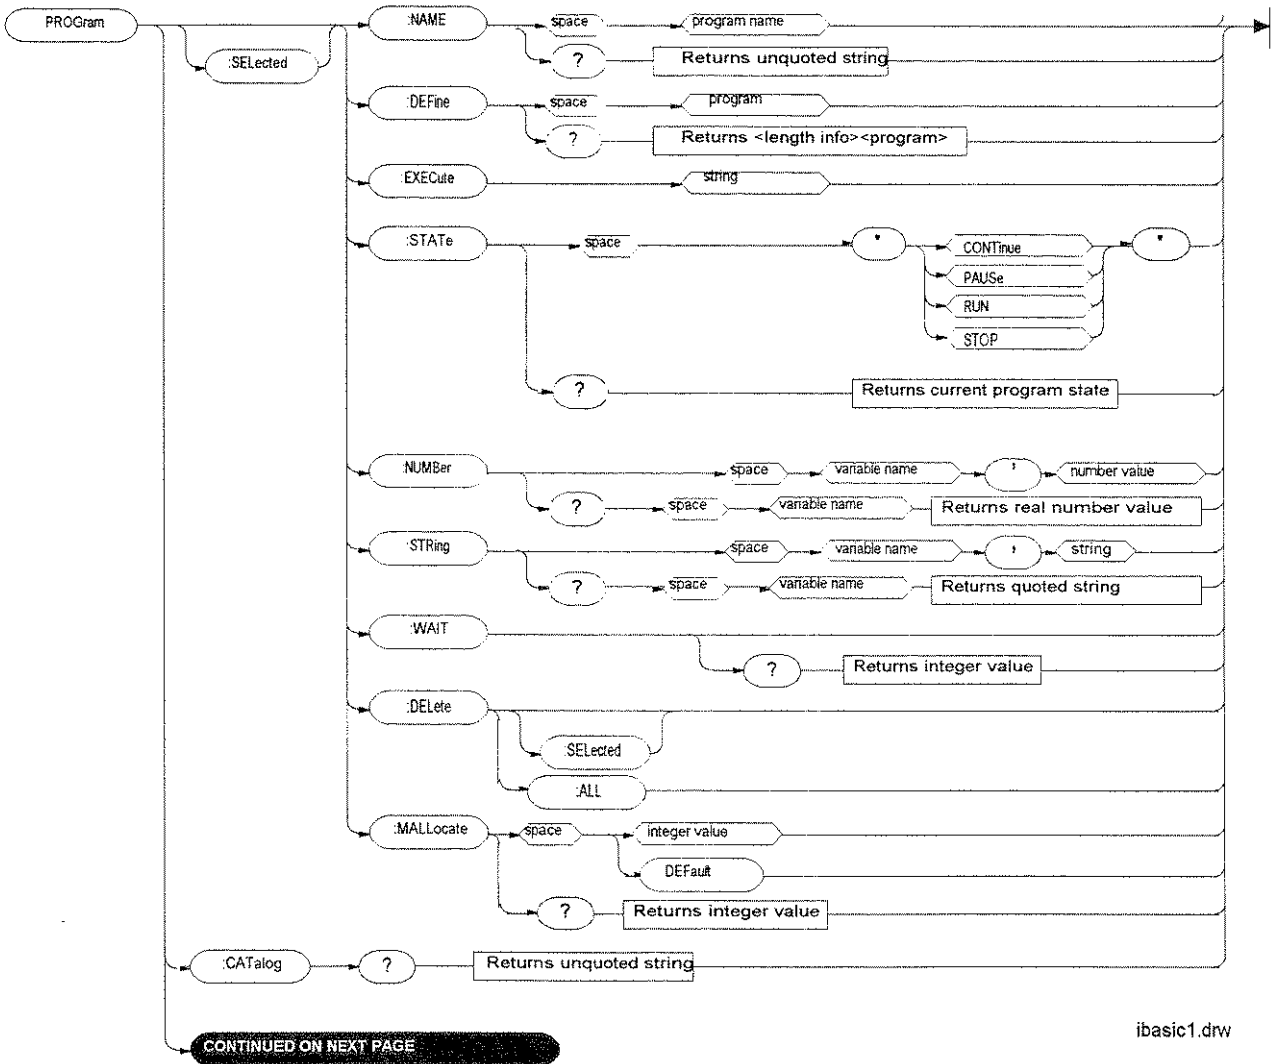 PROGram
:SELected
:NAME space program name
? Returns unquoted string
:DEFine space program
? Returns <length info><program>
:EXECute string
:STATe space " CONTinue "
PAUSe
RUN
STOP
? Returns current program state
:NUMBer space variable name , number value
? space variable name Returns real number value
:STRing space variable name , string
? space variable name Returns quoted string
:WAIT
? Returns integer value
:DELete
:SELected
:ALL
:MALLocate space integer value
DEFault
? Returns integer value
:CATalog ? Returns unquoted string
CONTINUED ON NEXT PAGE
ibasic1.drw